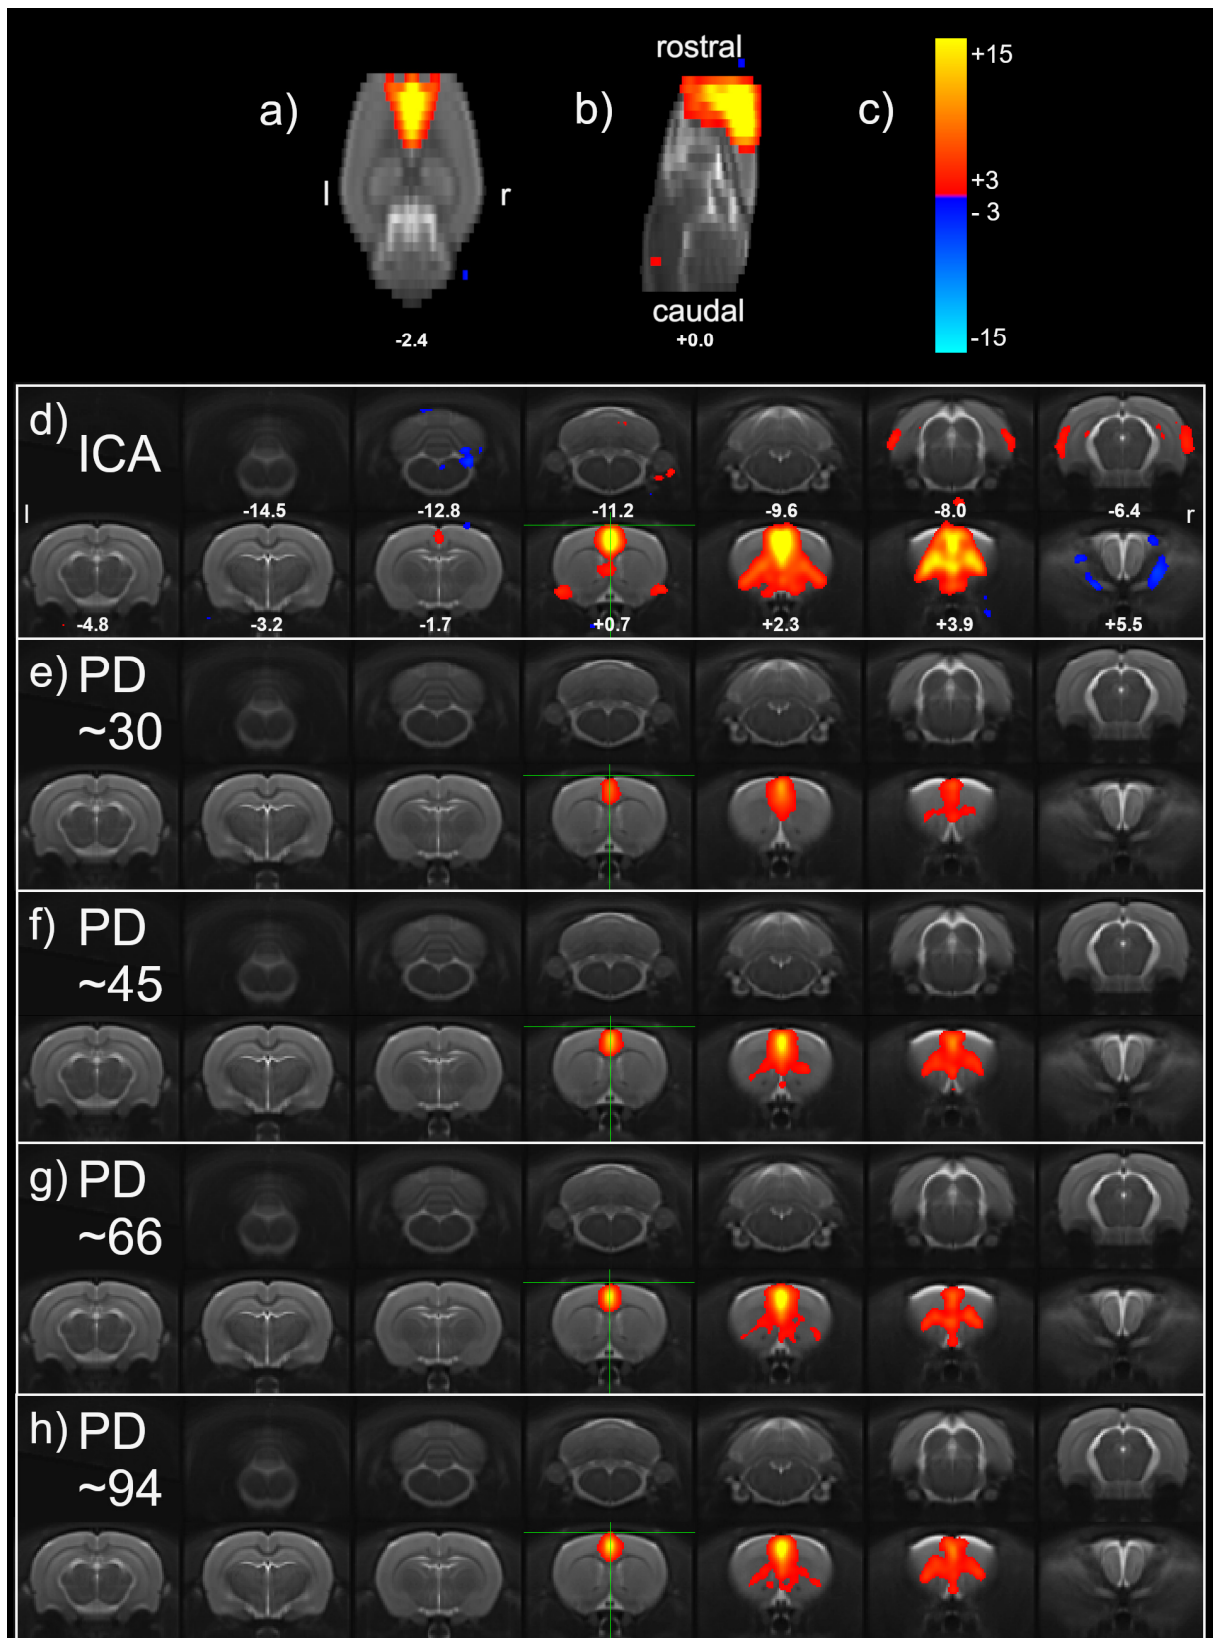 rostral
a)
b)
c)
+15
+3
- 3
-15
l
r
caudal
-2.4
+0.0
d)
ICA
l
-14.5
-12.8
-11.2
-9.6
-8.0
-6.4
r
-4.8
-3.2
-1.7
+0.7
+2.3
+3.9
+5.5
e) PD
~30
f) PD
~45
g) PD
~66
h) PD
~94